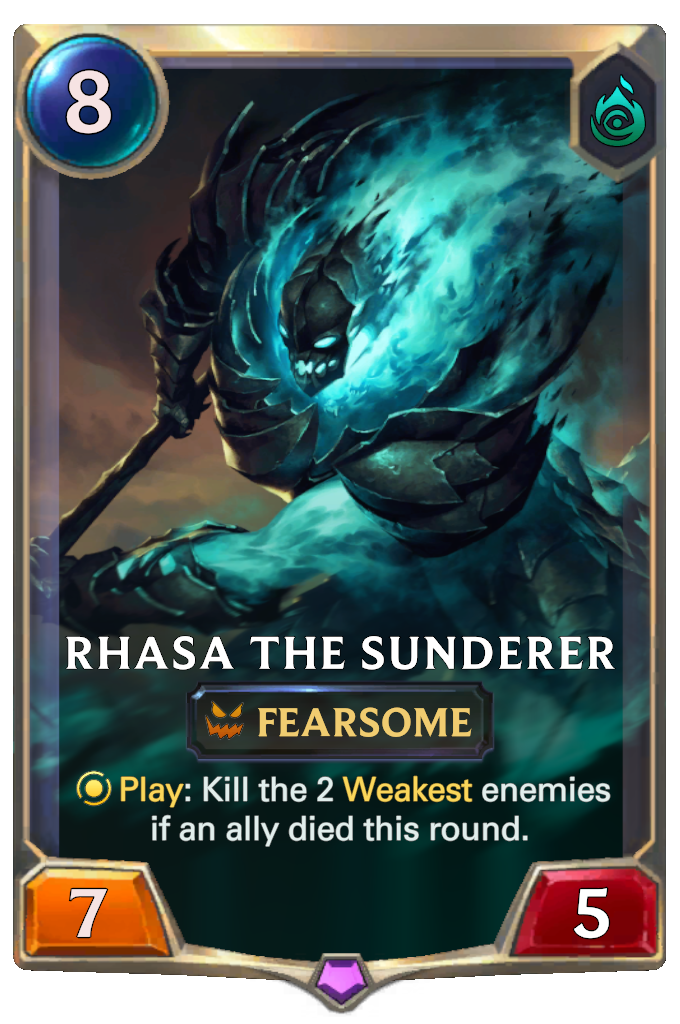 8
RHASA THE SUNDERER
FEARSOME
Play: Kill the 2 Weakest enemies
if an ally died this round.
7 5